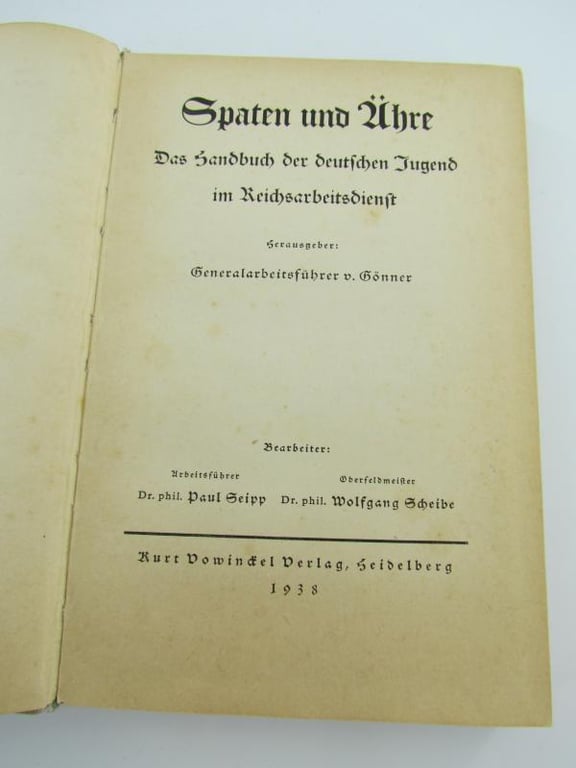 Spaten und Ähre
Das Handbuch der deutschen Jugend
im Reichsarbeitsdienst
Herausgeber:
Generalarbeitsführer v. Gönner
Bearbeiter:
Arbeitsführer Oberfeldmeister
Dr. phil. Paul Seipp Dr. phil. Wolfgang Scheibe
Kurt Vowinckel Verlag, Heidelberg
1938